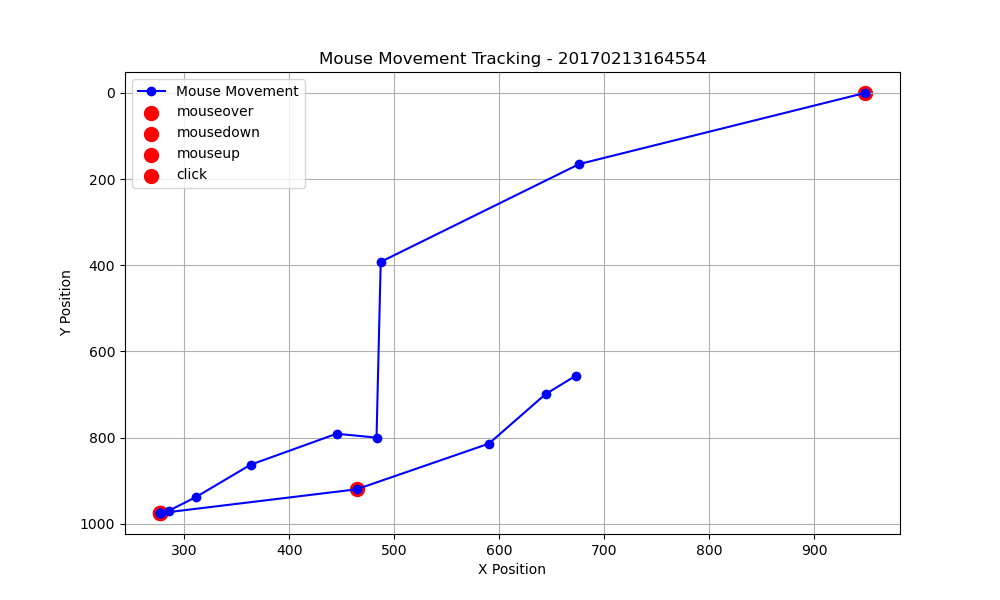 Mouse Movement Tracking - 20170213164554
Mouse Movement
mouseover
mousedown
mouseup
click
0
200
400
600
800
1000
Y Position
300 400 500 600 700 800 900
X Position